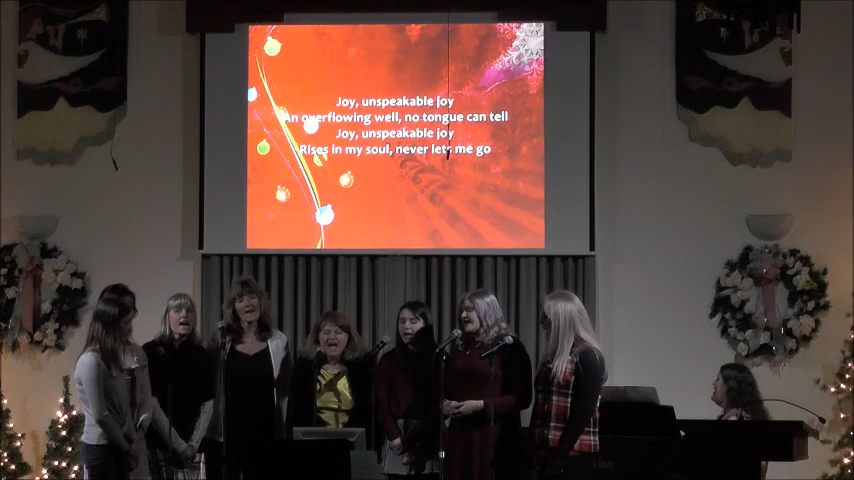 Joy, unspeakable joy
An overflowing well, no tongue can tell
Joy, unspeakable joy
Rises in my soul, never lets me go